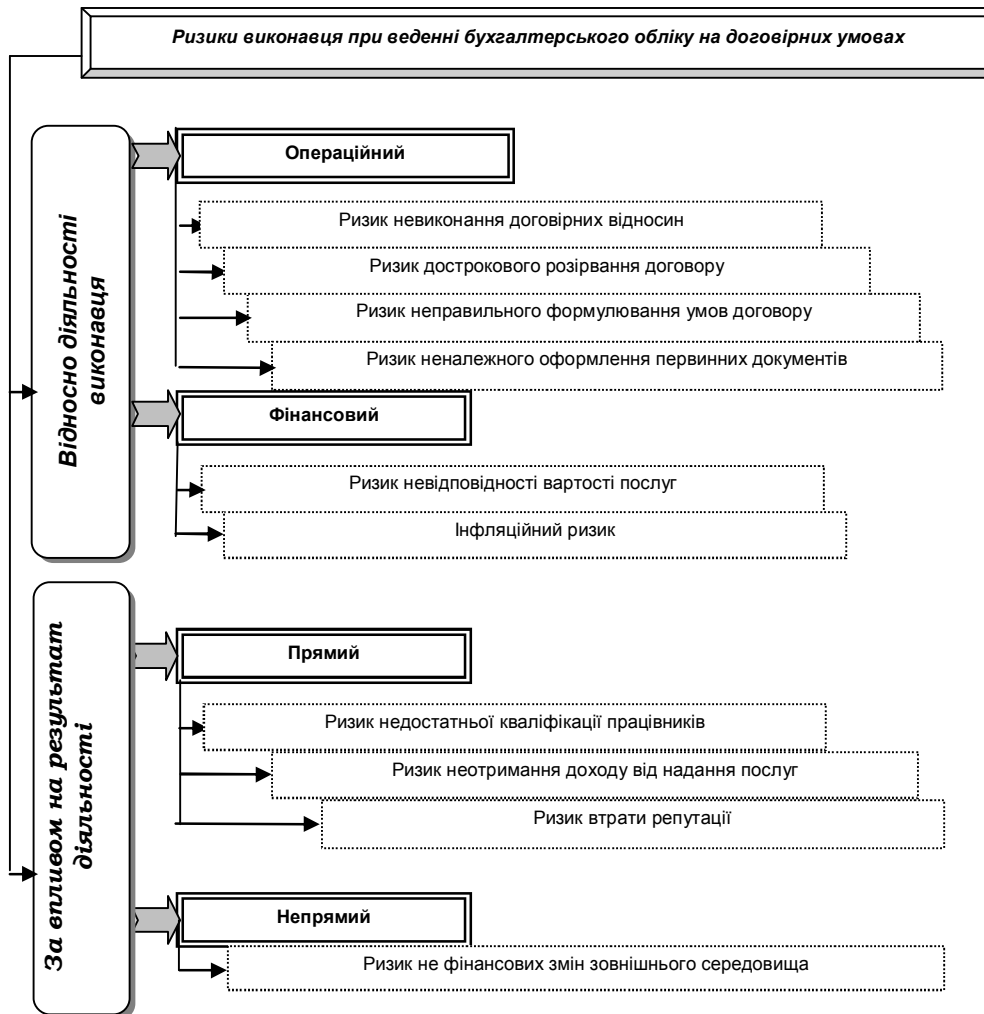 Ризики виконавця при веденні бухгалтерського обліку на договірних умовах
Відносно діяльності
виконавця
Операційний
Ризик невиконання договірних відносин
Ризик дострокового розірвання договору
Ризик неправильного формулювання умов договору
Ризик неналежного оформлення первинних документів
Фінансовий
Ризик невідповідності вартості послуг
Інфляційний ризик
За впливом на результат
діяльності
Прямий
Ризик недостатньої кваліфікації працівників
Ризик неотримання доходу від надання послуг
Ризик втрати репутації
Непрямий
Ризик не фінансових змін зовнішнього середовища